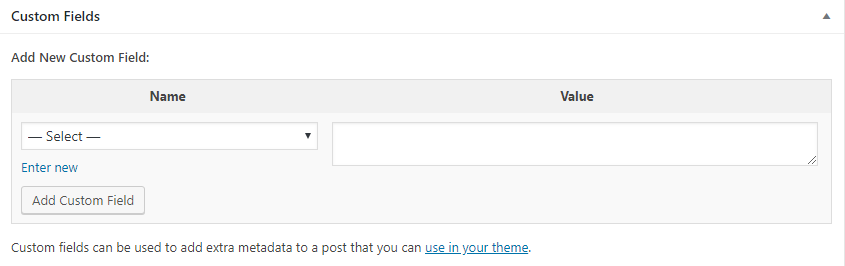 Custom Fields
Add New Custom Field:
Name Value
— Select —
Enter new
Add Custom Field
Custom fields can be used to add extra metadata to a post that you can use in your theme.